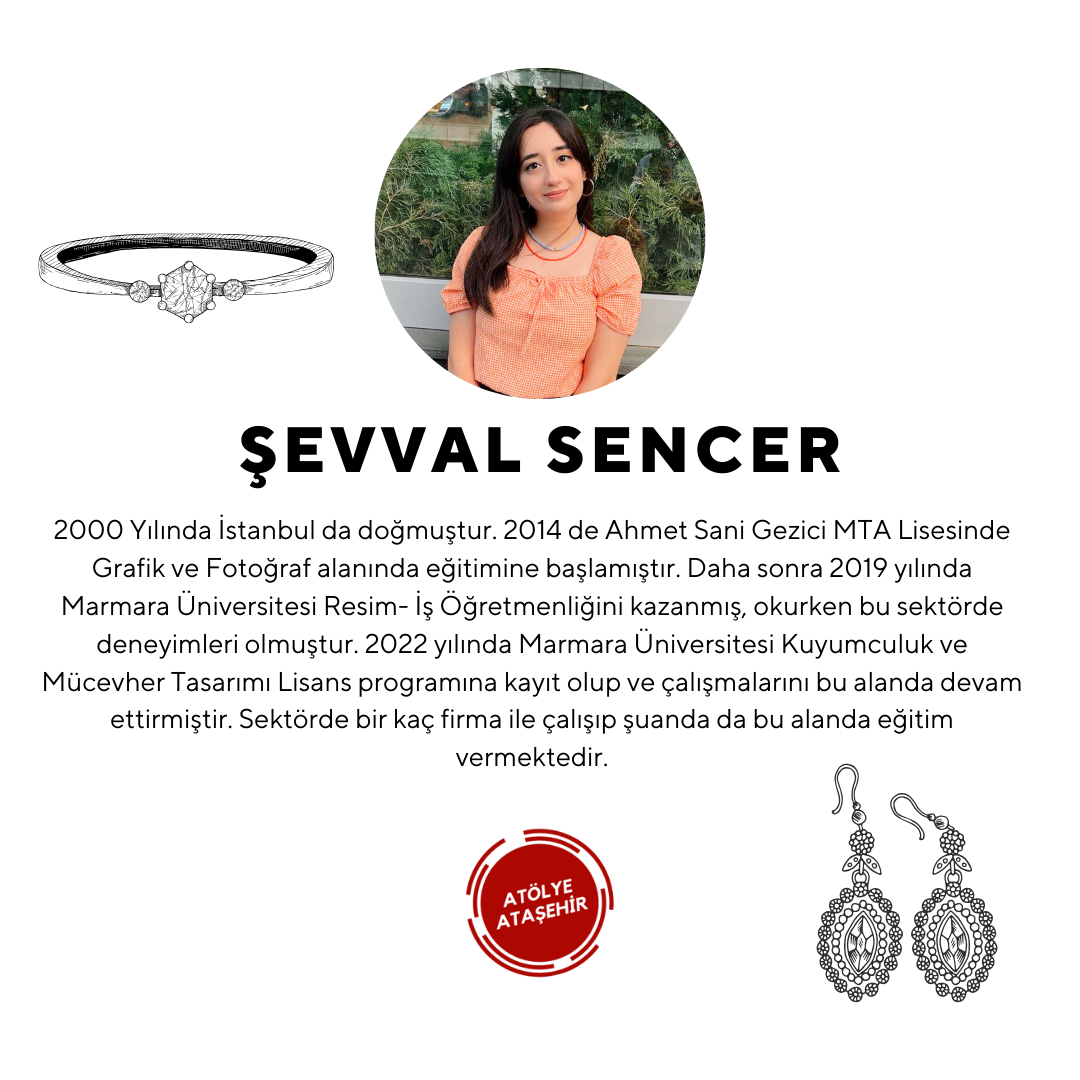 ŞEVVAL SENCER
2000 Yılında İstanbul da doğmuştur. 2014 de Ahmet Sani Gezici MTA Lisesinde
Grafik ve Fotoğraf alanında eğitimine başlamıştır. Daha sonra 2019 yılında
Marmara Üniversitesi Resim- İş Öğretmenliğini kazanmış, okurken bu sektörde
deneyimleri olmuştur. 2022 yılında Marmara Üniversitesi Kuyumculuk ve
Mücevher Tasarımı Lisans programına kayıt olup ve çalışmalarını bu alanda devam
ettirmiştir. Sektörde bir kaç firma ile çalışıp şuanda da bu alanda eğitim
vermektedir.
ATÖLYE
ATAŞEHİR